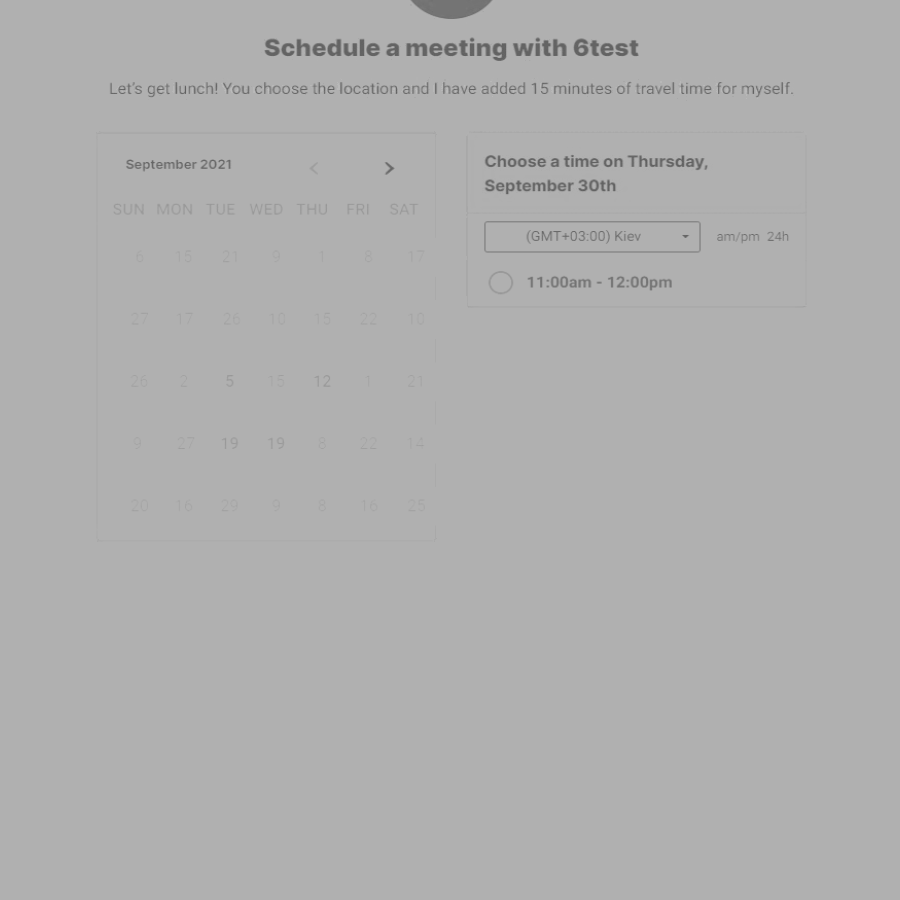 Schedule a meeting with 6test
Let's get lunch! You choose the location and I have added 15 minutes of travel time for myself.
September 2021
SUN MON TUE WED THU FRI SAT
6 15 21 9 1 8 17
27 17 26 10 15 22 10
26 2 5 15 12 1 21
9 27 19 19 8 22 14
20 16 29 9 8 16 25
Choose a time on Thursday,
September 30th
(GMT+03:00) Kiev am/pm 24h
11:00am - 12:00pm